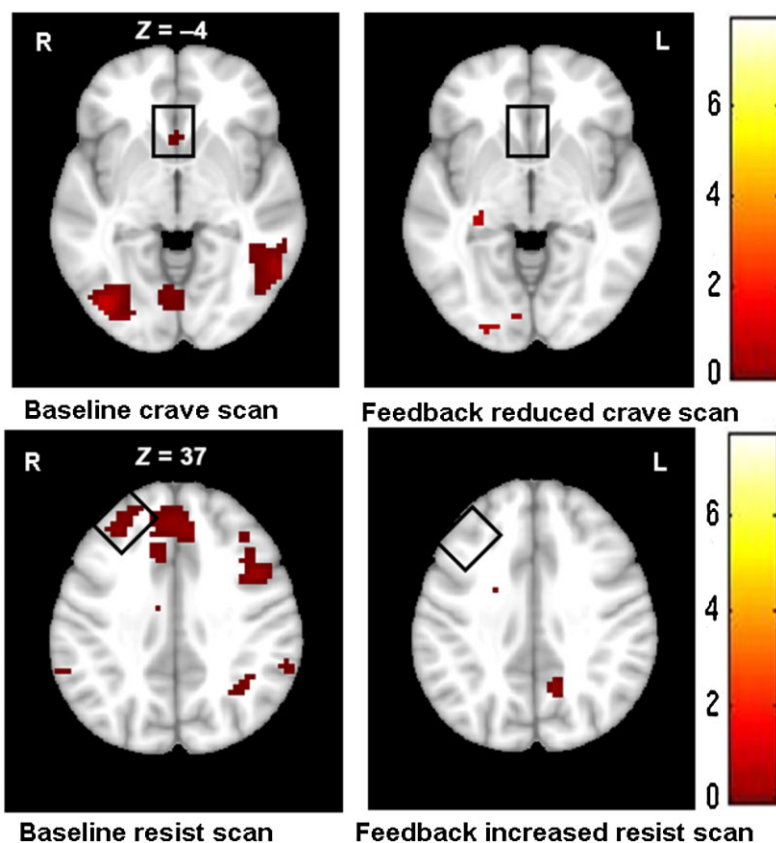 R
Z = –4
L
6
4
2
0
Baseline crave scan
Feedback reduced crave scan
R
Z = 37
L
6
4
2
0
Baseline resist scan
Feedback increased resist scan